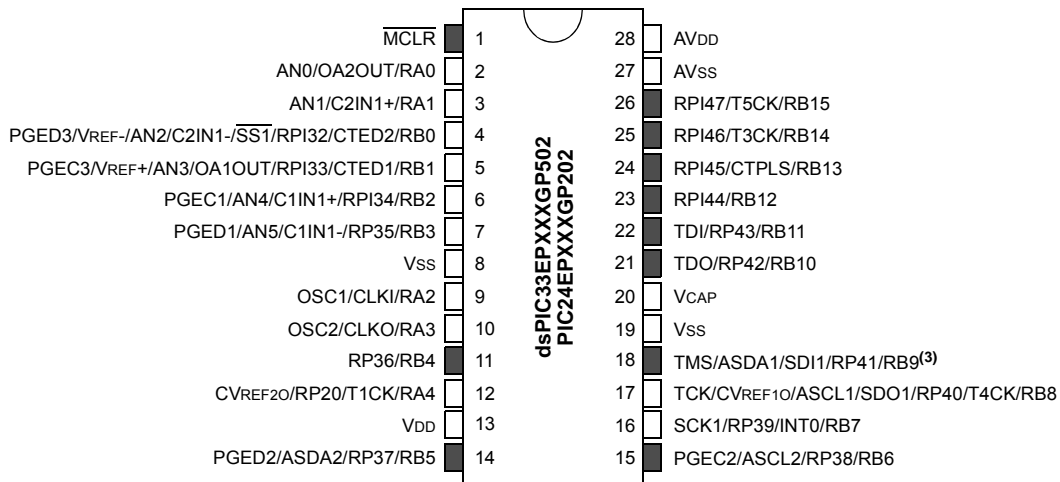 MCLR 1
AN0/OA2OUT/RA0 2
AN1/C2IN1+/RA1 3
PGED3/VREF-/AN2/C2IN1-/SS1/RPI32/CTED2/RB0 4
PGEC3/VREF+/AN3/OA1OUT/RPI33/CTED1/RB1 5
PGEC1/AN4/C1IN1+/RPI34/RB2 6
PGED1/AN5/C1IN1-/RP35/RB3 7
VSS 8
OSC1/CLKI/RA2 9
OSC2/CLKO/RA3 10
RP36/RB4 11
CVREF2O/RP20/T1CK/RA4 12
VDD 13
PGED2/ASDA2/RP37/RB5 14
dsPIC33EPXXXGP502
PIC24EPXXXGP202
28 AVDD
27 AVSS
26 RPI47/T5CK/RB15
25 RPI46/T3CK/RB14
24 RPI45/CTPLS/RB13
23 RPI44/RB12
22 TDI/RP43/RB11
21 TDO/RP42/RB10
20 VCAP
19 VSS
18 TMS/ASDA1/SDI1/RP41/RB9(3)
17 TCK/CVREF1O/ASCL1/SDO1/RP40/T4CK/RB8
16 SCK1/RP39/INT0/RB7
15 PGEC2/ASCL2/RP38/RB6